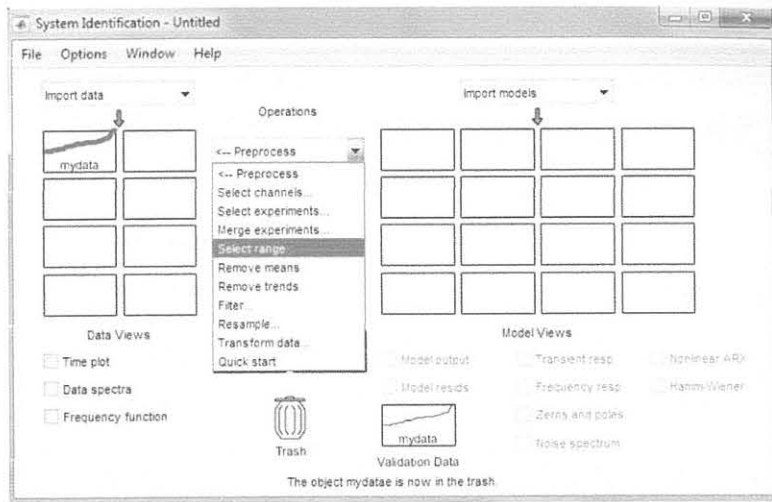 System Identification - Untitled
File Options Window Help
Import data
Operations
Import models
mydata
<-- Preprocess
<-- Preprocess
Select channels...
Select experiments...
Merge experiments...
Select range...
Remove means
Remove trends
Filter...
Resample...
Transform data...
Quick start
Data Views
Time plot
Data spectra
Frequency function
Trash
mydata
Validation Data
Model Views
Model output
Transient resp
Nonlinear ARX
Model resids
Frequency resp
Hamm-Wiener
Zeros and poles
Noise spectrum
The object mydatae is now in the trash.